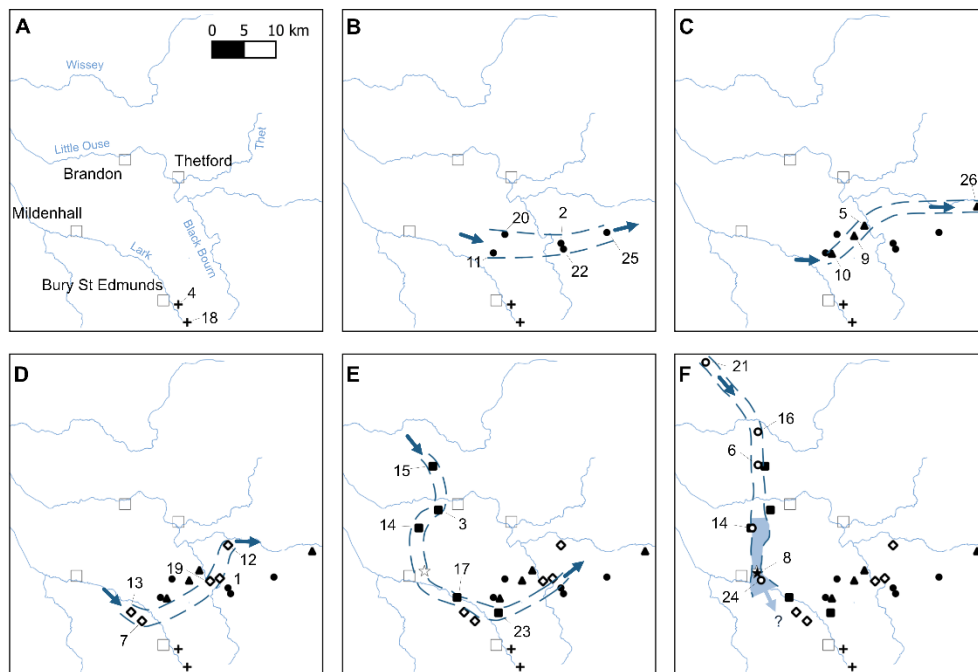 A
0 5 10 km
Wissey
Little Ouse
Thet
Brandon
Thetford
Mildenhall
Black Bourn
Lark
Bury St Edmunds
4
18
B
20
2
11
22
25
C
26
5
9
10
D
12
19
1
13
7
E
15
3
14
17
23
F
21
16
6
14
8
24
?